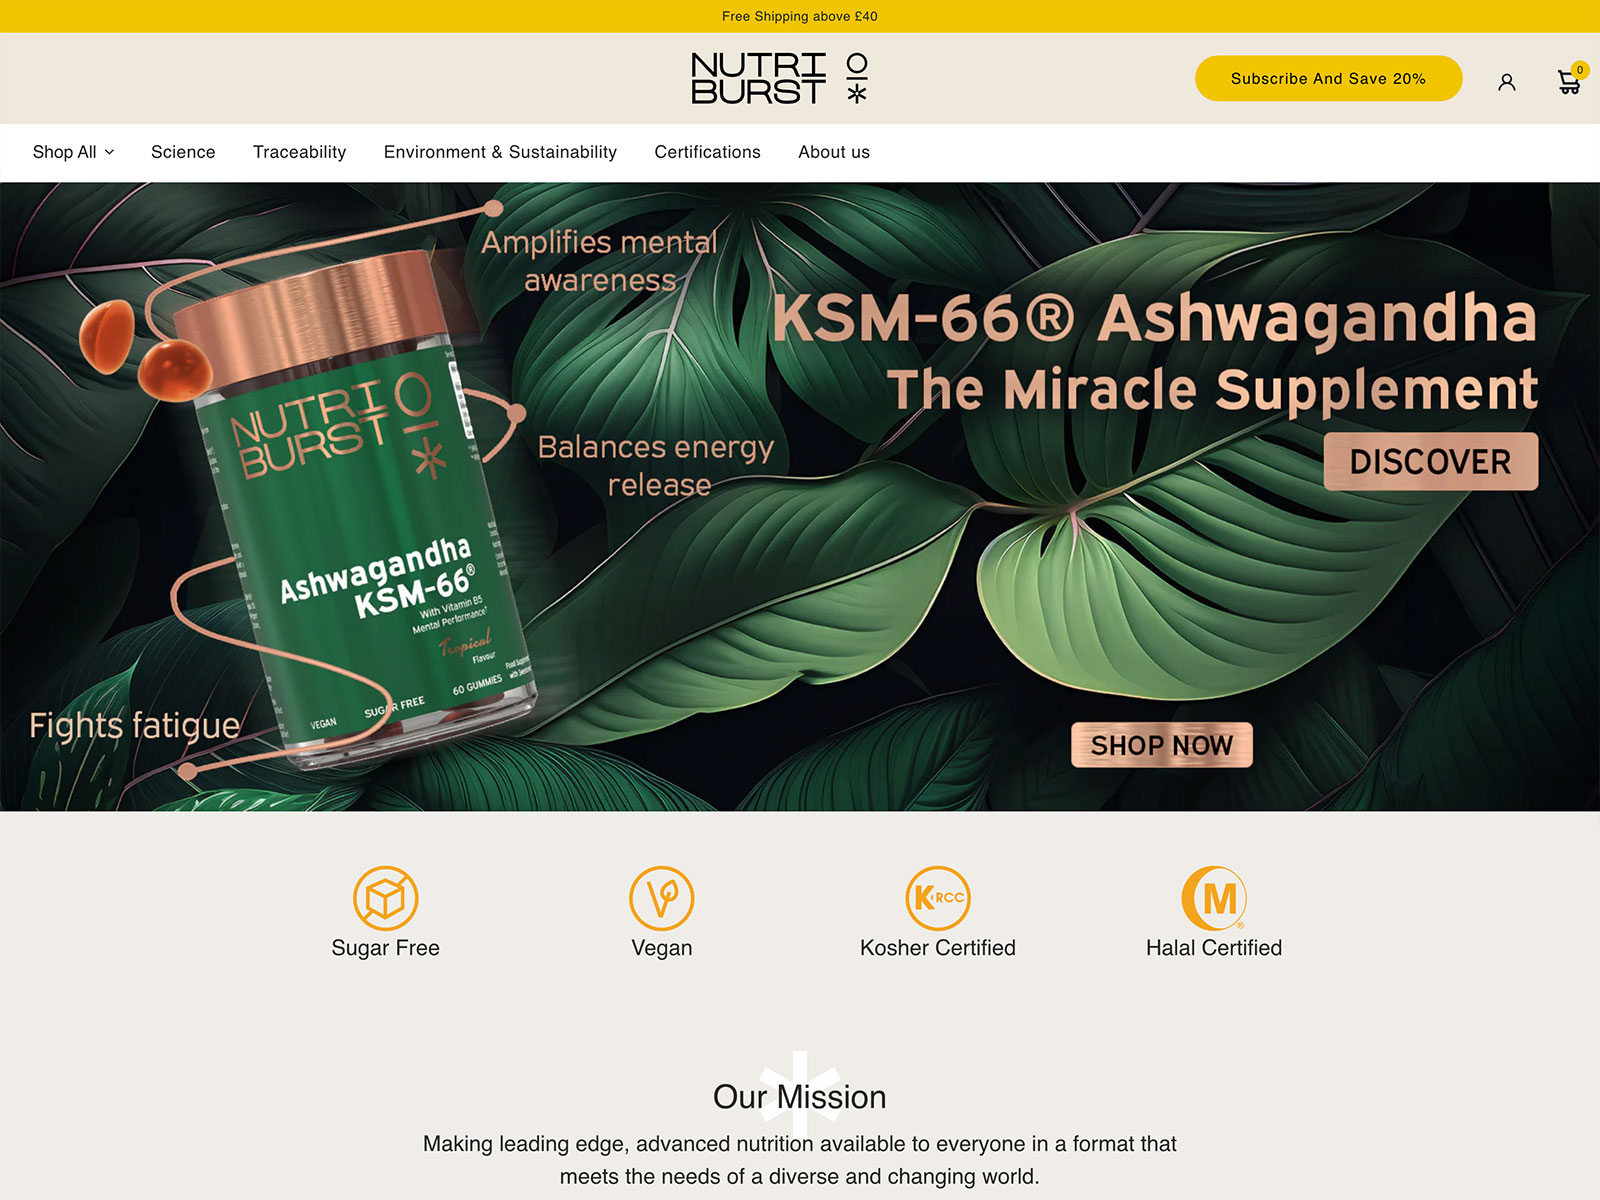 Free Shipping above £40
NUTRI
BURST
Subscribe And Save 20%
0
Shop All
Science
Traceability
Environment & Sustainability
Certifications
About us
Amplifies mental
awareness
KSM-66® Ashwagandha
The Miracle Supplement
DISCOVER
NUTRI
BURST
Balances energy
release
Ashwagandha
KSM-66®
With Vitamin B5
Mental Performance
Tropical
Flavour
60 GUMMIES
SUGAR FREE
VEGAN
Fights fatigue
SHOP NOW
K RCC
M®
Sugar Free
Vegan
Kosher Certified
Halal Certified
Our Mission
Making leading edge, advanced nutrition available to everyone in a format that
meets the needs of a diverse and changing world.